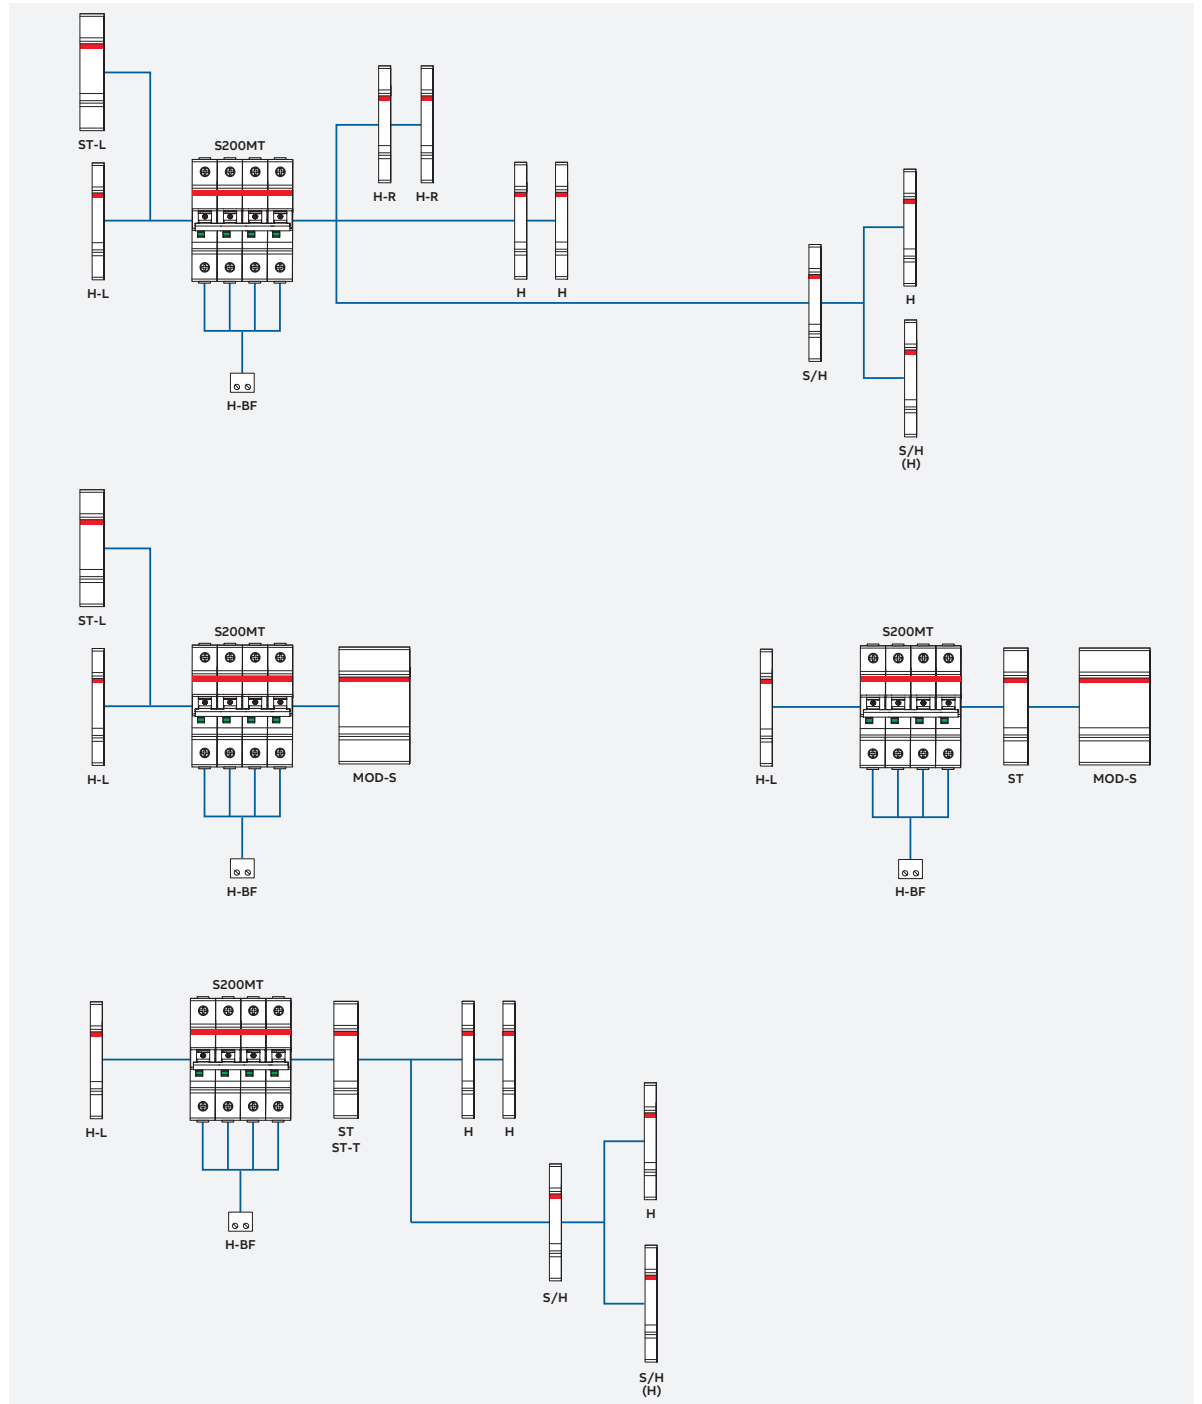 ST-L
S200MT
H-R H-R
H-L
H H
H
S/H
H-BF
S/H
(H)
ST-L
S200MT
S200MT
H-L
MOD-S
H-L
ST
MOD-S
H-BF
H-BF
S200MT
H-L
ST
ST-T
H H
H
H-BF
S/H
S/H
(H)